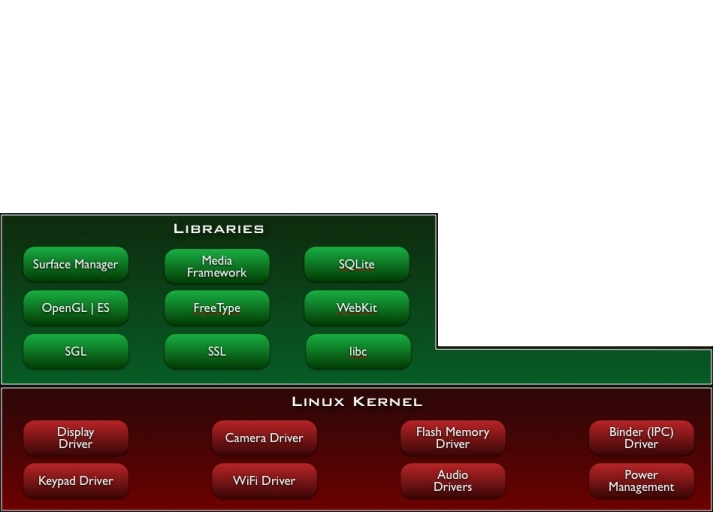 LIBRARIES
Surface Manager
Media
Framework
SQLite
OpenGL | ES
FreeType
WebKit
SGL
SSL
libc
LINUX KERNEL
Display
Driver
Camera Driver
Flash Memory
Driver
Binder (IPC)
Driver
Keypad Driver
WiFi Driver
Audio
Drivers
Power
Management